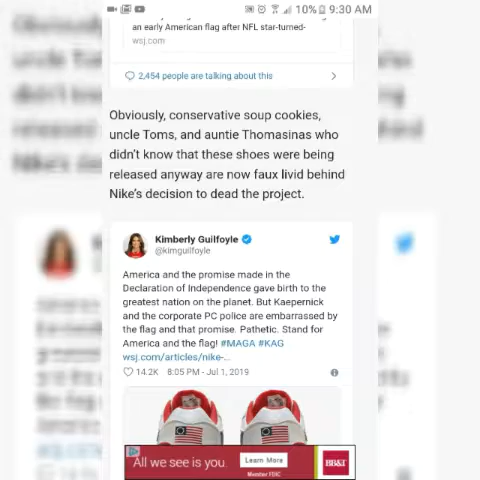 10% 9:30 AM
an early American flag after NFL star-turned-
wsj.com
2,454 people are talking about this
Obviously, conservative soup cookies,
uncle Toms, and auntie Thomasinas who
didn't know that these shoes were being
released anyway are now faux livid behind
Nike's decision to dead the project.
Kimberly Guilfoyle
@kimguilfoyle
America and the promise made in the
Declaration of Independence gave birth to the
greatest nation on the planet. But Kaepernick
and the corporate PC police are embarrassed by
the flag and that promise. Pathetic. Stand for
America and the flag! #MAGA #KAG
wsj.com/articles/nike-...
14.2K 8:05 PM - Jul 1, 2019
All we see is you.
Learn More
Member FDIC
BB&T